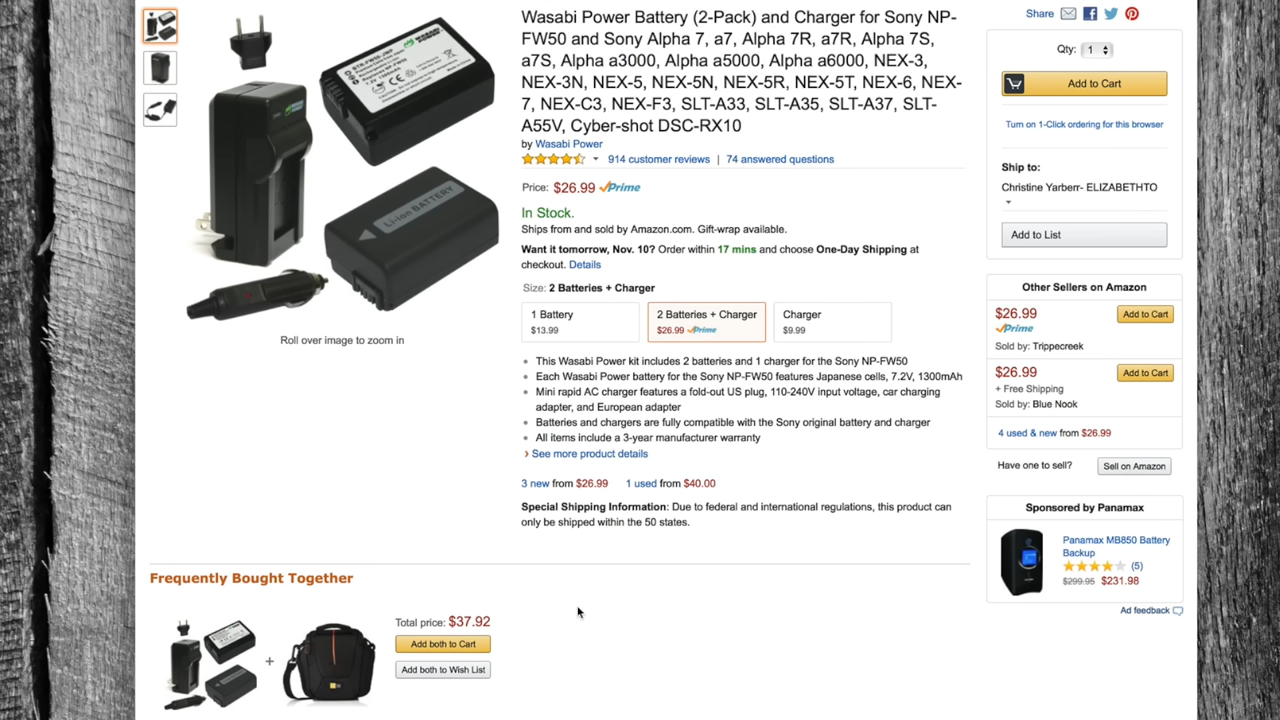 Wasabi Power Battery (2-Pack) and Charger for Sony NP-
FW50 and Sony Alpha 7, a7, Alpha 7R, a7R, Alpha 7S,
a7S, Alpha a3000, Alpha a5000, Alpha a6000, NEX-3,
NEX-3N, NEX-5, NEX-5N, NEX-5R, NEX-5T, NEX-6, NEX-
7, NEX-C3, NEX-F3, SLT-A33, SLT-A35, SLT-A37, SLT-
A55V, Cyber-shot DSC-RX10
by Wasabi Power
914 customer reviews | 74 answered questions
Price: $26.99 Prime
In Stock.
Ships from and sold by Amazon.com. Gift-wrap available.
Want it tomorrow, Nov. 10? Order within 17 mins and choose One-Day Shipping at
checkout. Details
Size: 2 Batteries + Charger
1 Battery
$13.99
2 Batteries + Charger
$26.99 Prime
Charger
$9.99
This Wasabi Power kit includes 2 batteries and 1 charger for the Sony NP-FW50
Each Wasabi Power battery for the Sony NP-FW50 features Japanese cells, 7.2V, 1300mAh
Mini rapid AC charger features a fold-out US plug, 110-240V input voltage, car charging
adapter, and European adapter
Batteries and chargers are fully compatible with the Sony original battery and charger
All items include a 3-year manufacturer warranty
› See more product details
3 new from $26.99 1 used from $40.00
Special Shipping Information: Due to federal and international regulations, this product can
only be shipped within the 50 states.
Li-ion BATTERY
Roll over image to zoom in
Share
Qty: 1
Add to Cart
Turn on 1-Click ordering for this browser
Ship to:
Christine Yarberr- ELIZABETHTO
Add to List
Other Sellers on Amazon
$26.99 Add to Cart
Prime
Sold by: Trippecreek
$26.99 Add to Cart
+ Free Shipping
Sold by: Blue Nook
4 used & new from $26.99
Have one to sell? Sell on Amazon
Sponsored by Panamax
Panamax MB850 Battery
Backup
(5)
$299.95 $231.98
Ad feedback
Frequently Bought Together
+
Total price: $37.92
Add both to Cart
Add both to Wish List